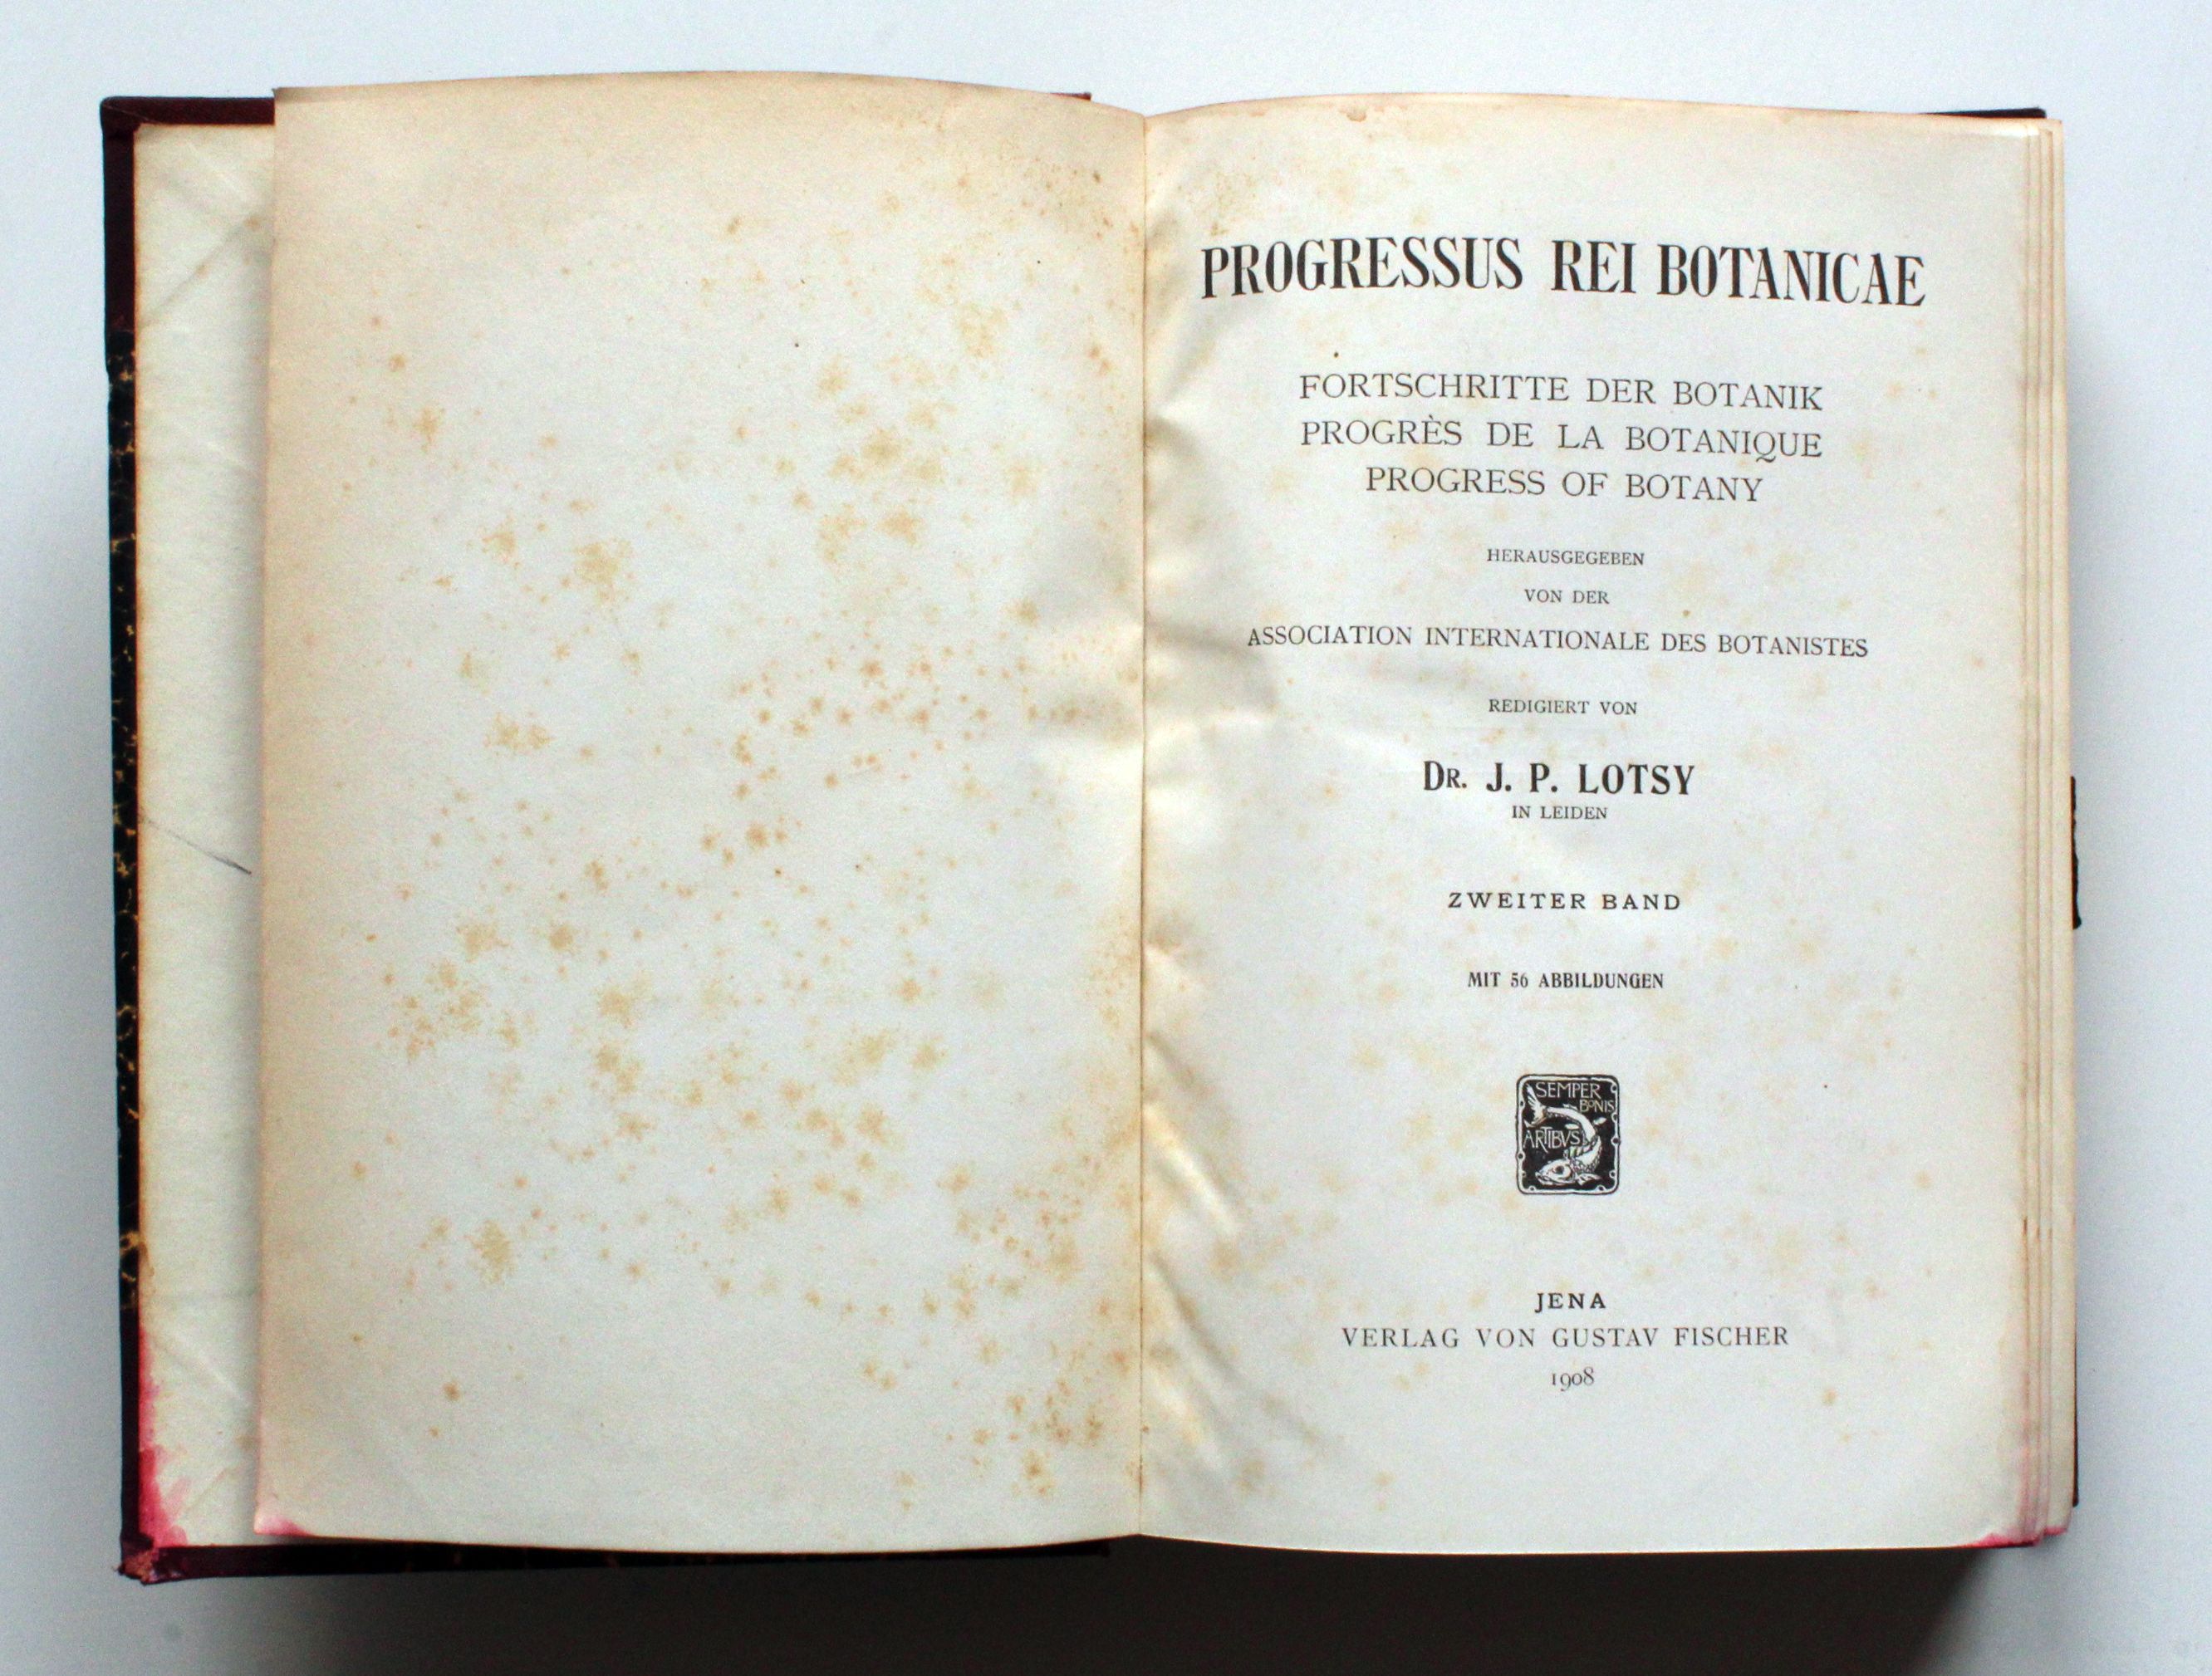 PROGRESSUS REI BOTANICAE
FORTSCHRITTE DER BOTANIK
PROGRÈS DE LA BOTANIQUE
PROGRESS OF BOTANY
HERAUSGEGEBEN
VON DER
ASSOCIATION INTERNATIONALE DES BOTANISTES
REDIGIERT VON
DR. J. P. LOTSY
IN LEIDEN
ZWEITER BAND
MIT 56 ABBILDUNGEN
SEMPER
BONIS
ARTIBVS
JENA
VERLAG VON GUSTAV FISCHER
1908